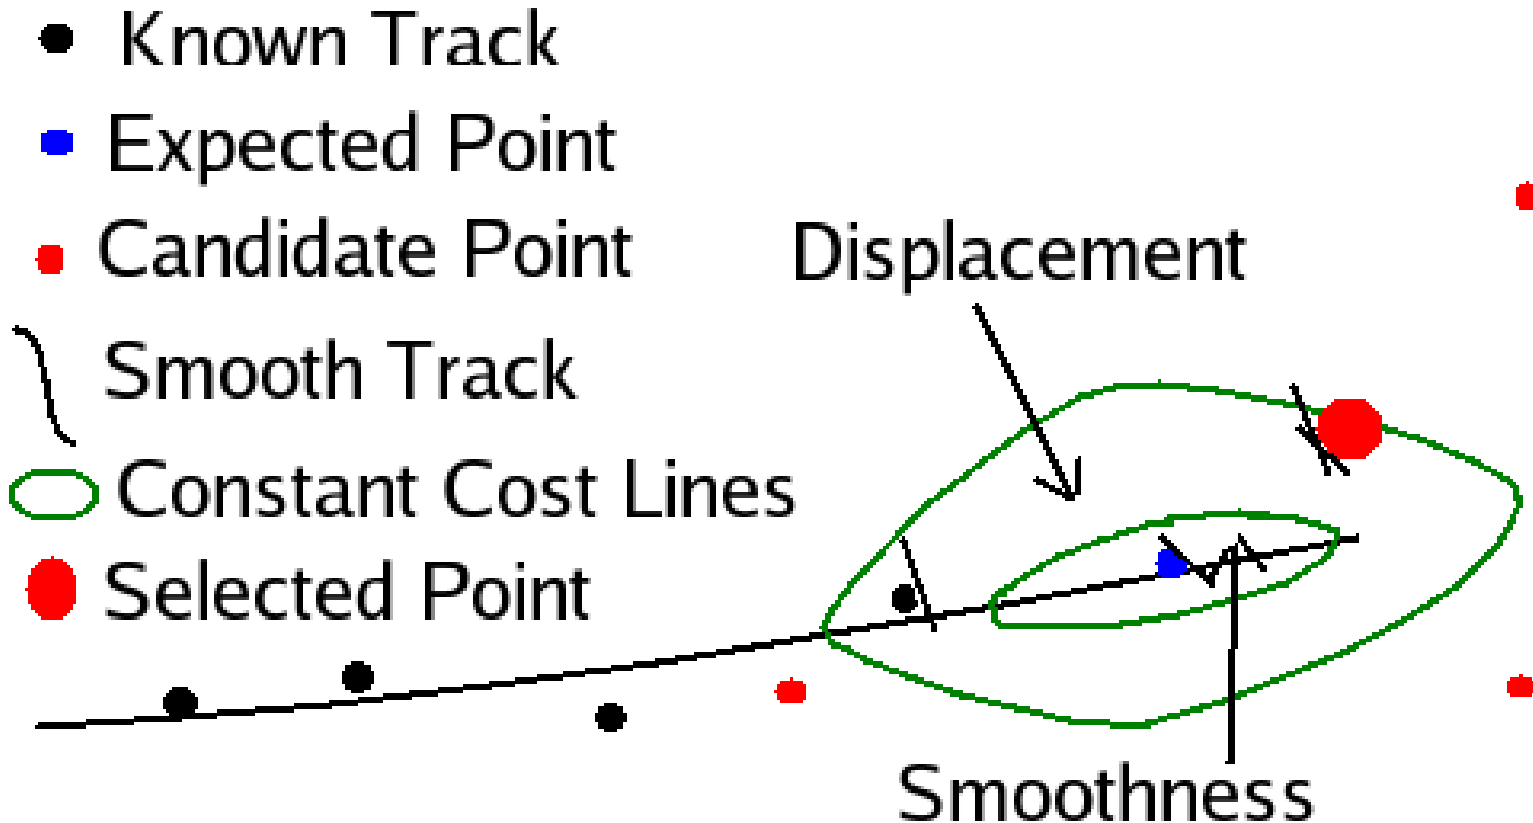 Known Track
Expected Point
Candidate Point
Displacement
Smooth Track
Constant Cost Lines
Selected Point
Smoothness